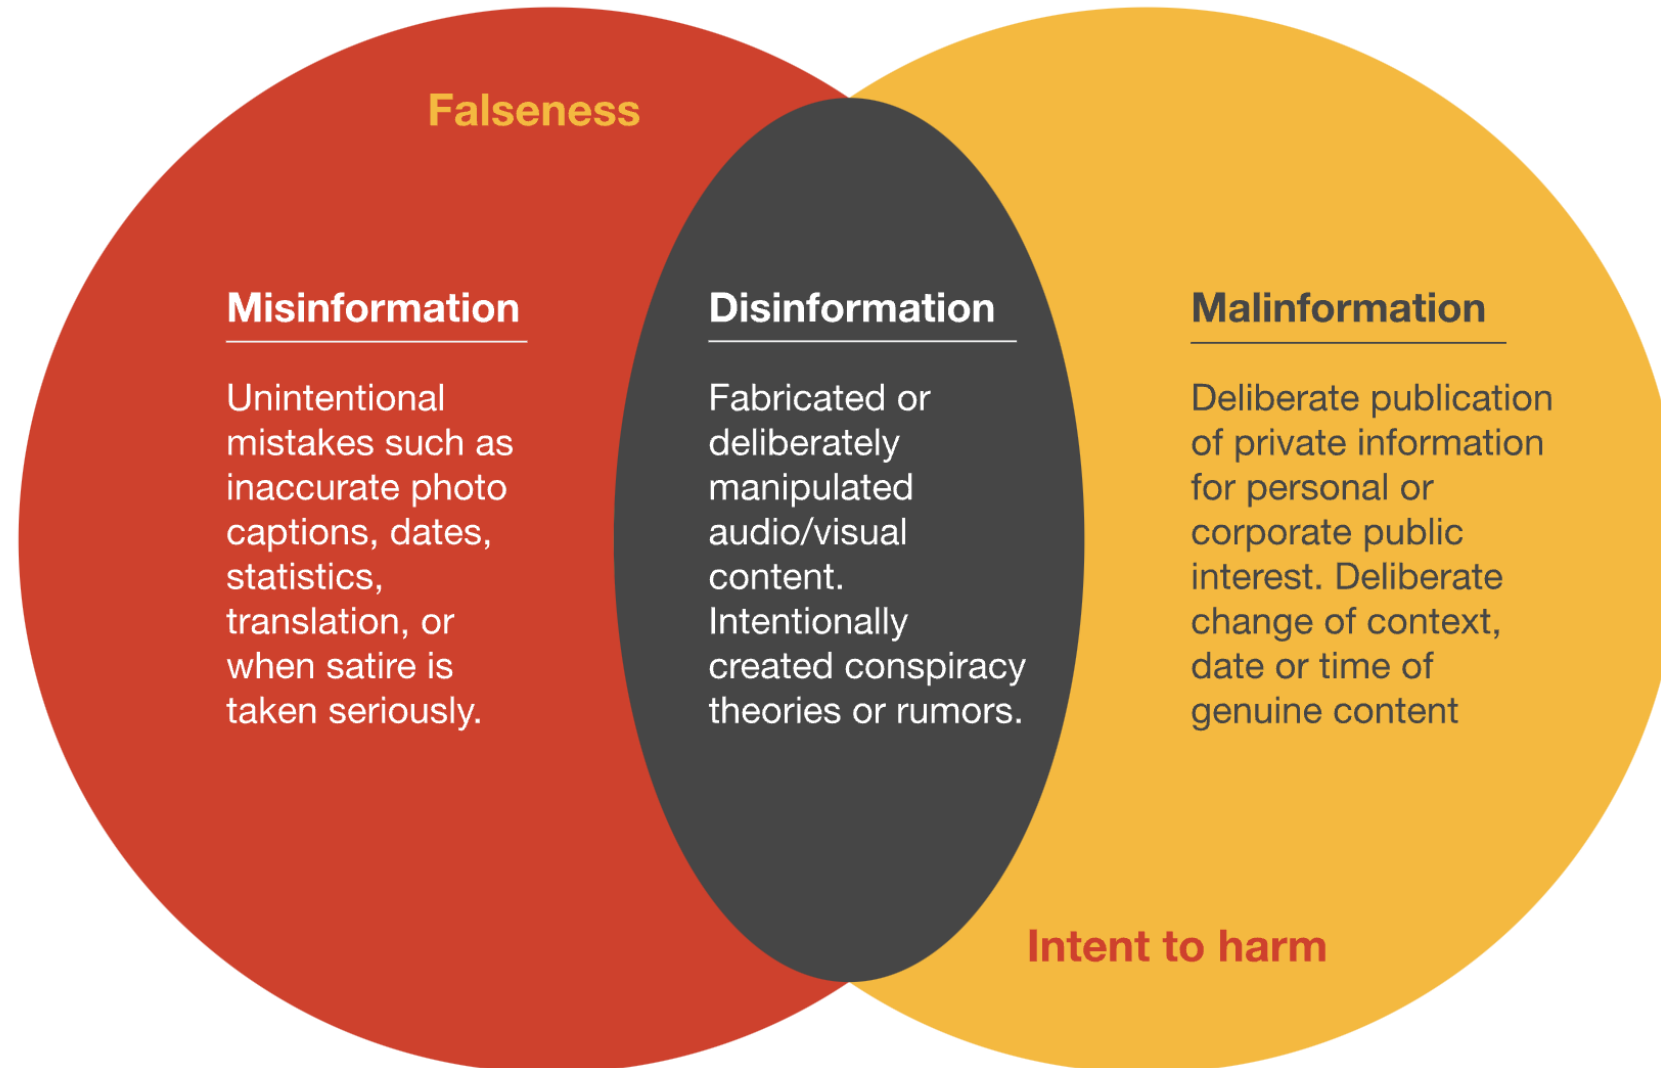 Falseness
Misinformation
Unintentional
mistakes such as
inaccurate photo
captions, dates,
statistics,
translation, or
when satire is
taken seriously.
Disinformation
Fabricated or
deliberately
manipulated
audio/visual
content.
Intentionally
created conspiracy
theories or rumors.
Malinformation
Deliberate publication
of private information
for personal or
corporate public
interest. Deliberate
change of context,
date or time of
genuine content
Intent to harm